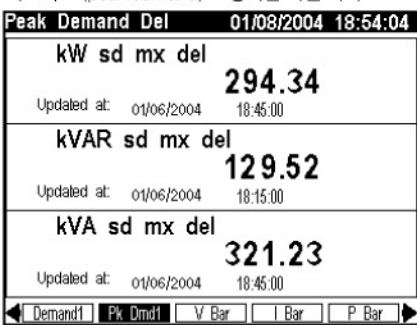 Peak Demand Del 01/08/2004 18:54:04
kW sd mx del
294.34
Updated at: 01/06/2004 18:45:00
kVAR sd mx del
129.52
Updated at: 01/06/2004 18:15:00
kVA sd mx del
321.23
Updated at: 01/06/2004 18:45:00
Demand1 Pk Dmd1 V Bar I Bar P Bar